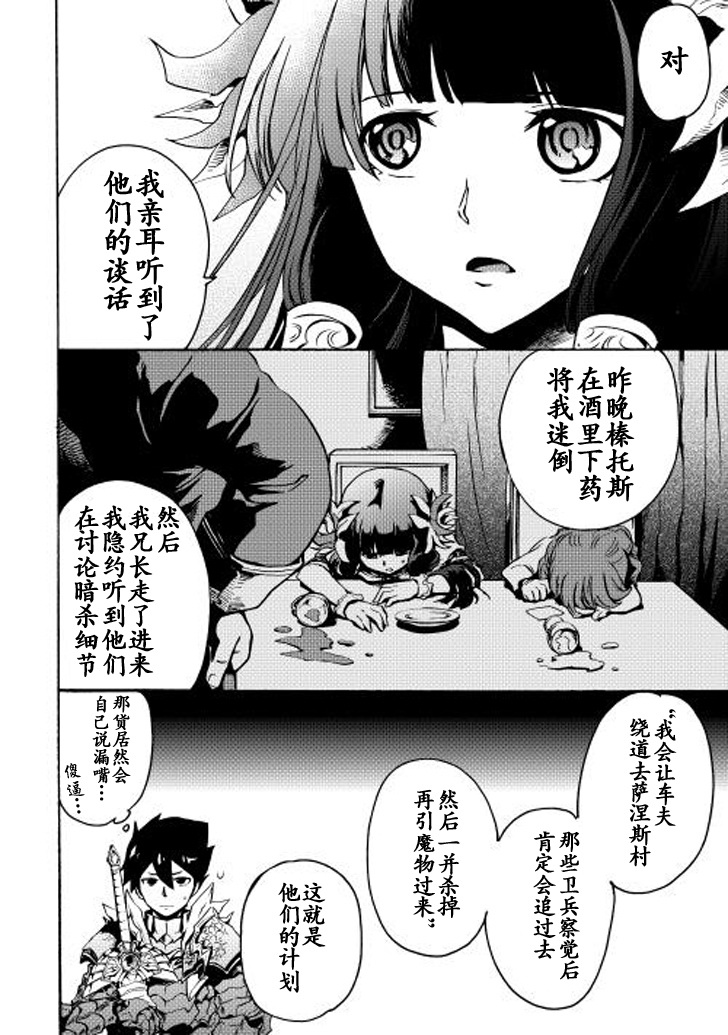 对
我亲耳听到了
他们的谈话
昨晚榛托斯
在酒里下药
将我迷倒
然后
我兄长走了进来
我隐约听到他们
在讨论暗杀细节
“我会让车夫
绕道去萨涅斯村
那些卫兵察觉后
肯定会追过去
然后一并杀掉
再引魔物过来”
这就是
他们的计划
那货居然会
自己说漏嘴…
傻逼…